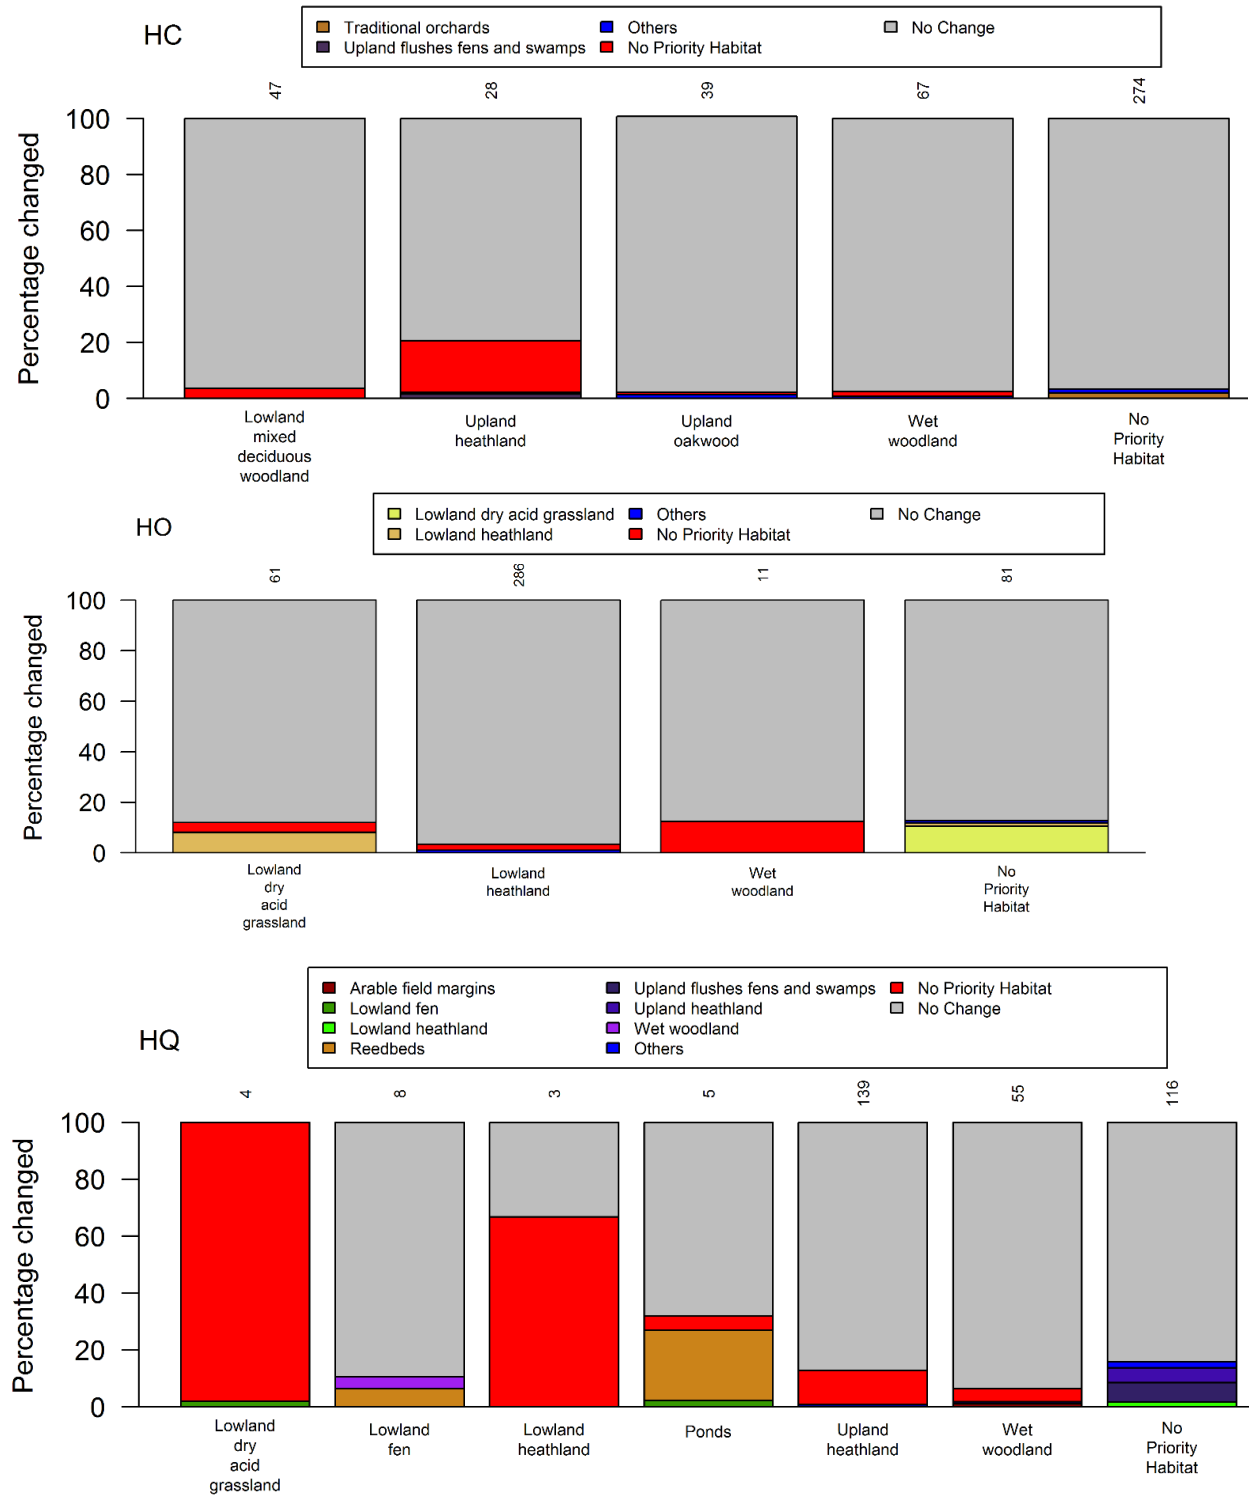 HC
Traditional orchards
Upland flushes fens and swamps
Others
No Priority Habitat
No Change
47
28
39
67
274
Percentage changed
100
80
60
40
20
0
Lowland
mixed
deciduous
woodland
Upland
heathland
Upland
oakwood
Wet
woodland
No
Priority
Habitat
HO
Lowland dry acid grassland
Lowland heathland
Others
No Priority Habitat
No Change
61
286
11
81
Percentage changed
100
80
60
40
20
0
Lowland
dry
acid
grassland
Lowland
heathland
Wet
woodland
No
Priority
Habitat
HQ
Arable field margins
Lowland fen
Lowland heathland
Reedbeds
Upland flushes fens and swamps
Upland heathland
Wet woodland
Others
No Priority Habitat
No Change
4
8
3
5
139
55
116
Percentage changed
100
80
60
40
20
0
Lowland
dry
acid
grassland
Lowland
fen
Lowland
heathland
Ponds
Upland
heathland
Wet
woodland
No
Priority
Habitat